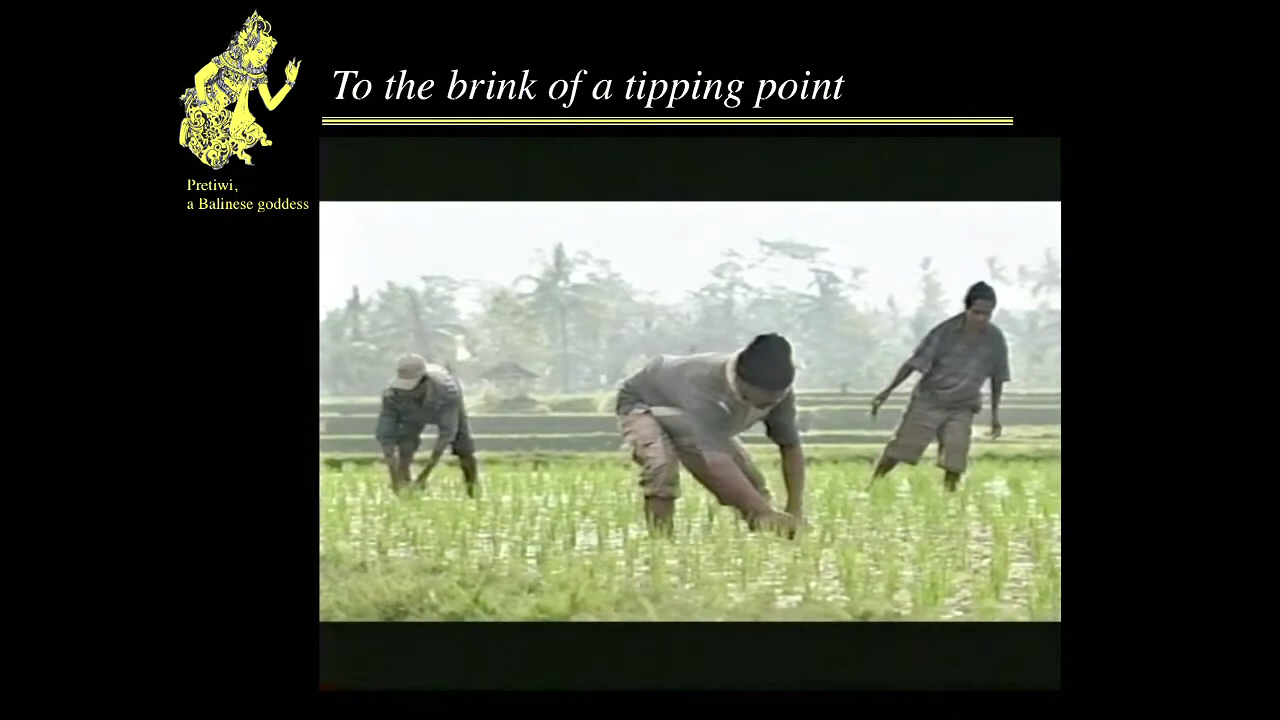 To the brink of a tipping point
Pretiwi,
a Balinese goddess